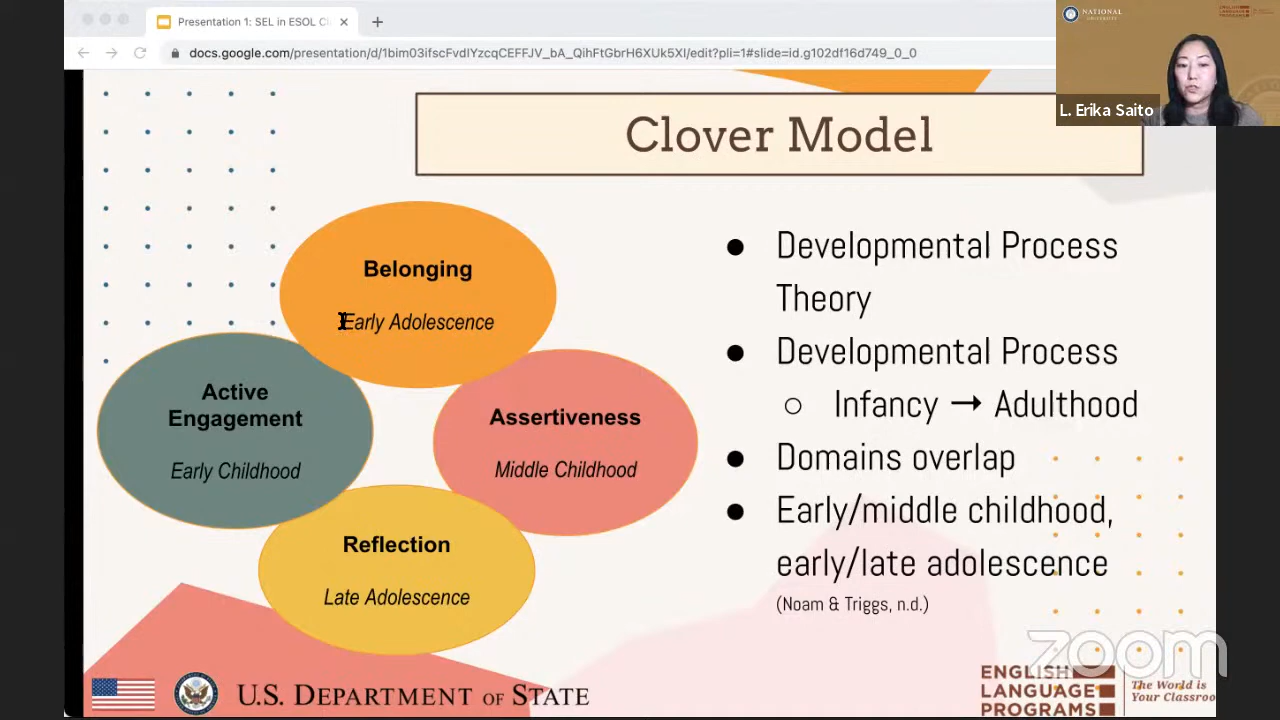 Presentation 1: SEL in ESOL Cl
docs.google.com/presentation/d/1bim03ifscFvdIYzcqCEFFJV_bA_QihFtGbrH6XUk5XI/edit?pli=1#slide=id.g102df16d749_0_0
NATIONAL
UNIVERSITY
L. Erika Saito
Clover Model
Belonging
Early Adolescence
Active
Engagement
Early Childhood
Assertiveness
Middle Childhood
Reflection
Late Adolescence
● Developmental Process
Theory
● Developmental Process
○ Infancy → Adulthood
● Domains overlap
● Early/middle childhood,
early/late adolescence
(Noam & Triggs, n.d.)
zoom
U.S. DEPARTMENT OF STATE
ENGLISH
LANGUAGE
PROGRAMS
The World is
Your Classroo